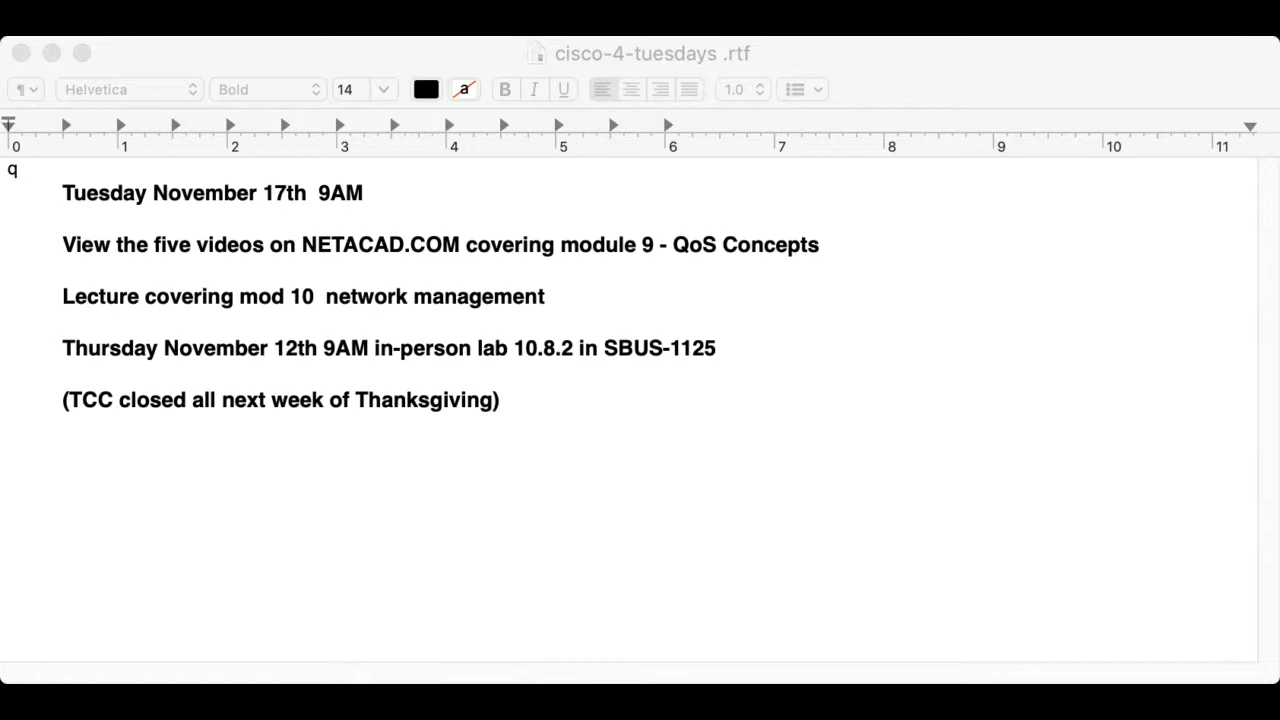 cisco-4-tuesdays .rtf
¶ Helvetica Bold 14 a B I U 1.0
0 1 2 3 4 5 6 7 8 9 10 11
q
Tuesday November 17th  9AM
View the five videos on NETACAD.COM covering module 9 - QoS Concepts
Lecture covering mod 10  network management
Thursday November 12th 9AM in-person lab 10.8.2 in SBUS-1125
(TCC closed all next week of Thanksgiving)